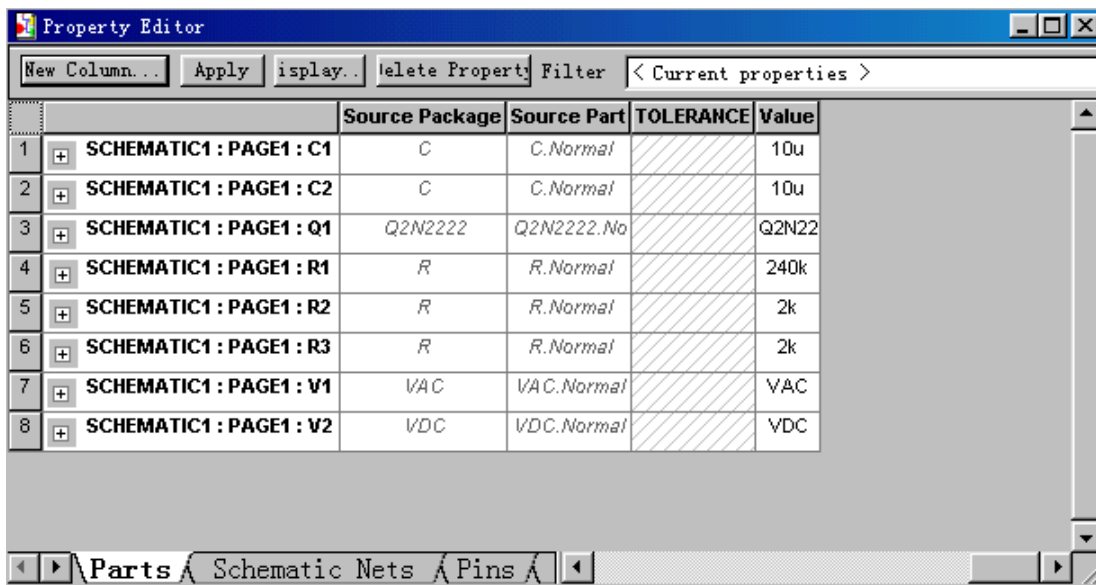 Property Editor
New Column... Apply isplay.. elete Property Filter < Current properties >
Source Package Source Part TOLERANCE Value
1 SCHEMATIC1 : PAGE1 : C1 C C.Normal 10u
2 SCHEMATIC1 : PAGE1 : C2 C C.Normal 10u
3 SCHEMATIC1 : PAGE1 : Q1 Q2N2222 Q2N2222.No Q2N22
4 SCHEMATIC1 : PAGE1 : R1 R R.Normal 240k
5 SCHEMATIC1 : PAGE1 : R2 R R.Normal 2k
6 SCHEMATIC1 : PAGE1 : R3 R R.Normal 2k
7 SCHEMATIC1 : PAGE1 : V1 VAC VAC.Normal VAC
8 SCHEMATIC1 : PAGE1 : V2 VDC VDC.Normal VDC
Parts Schematic Nets Pins